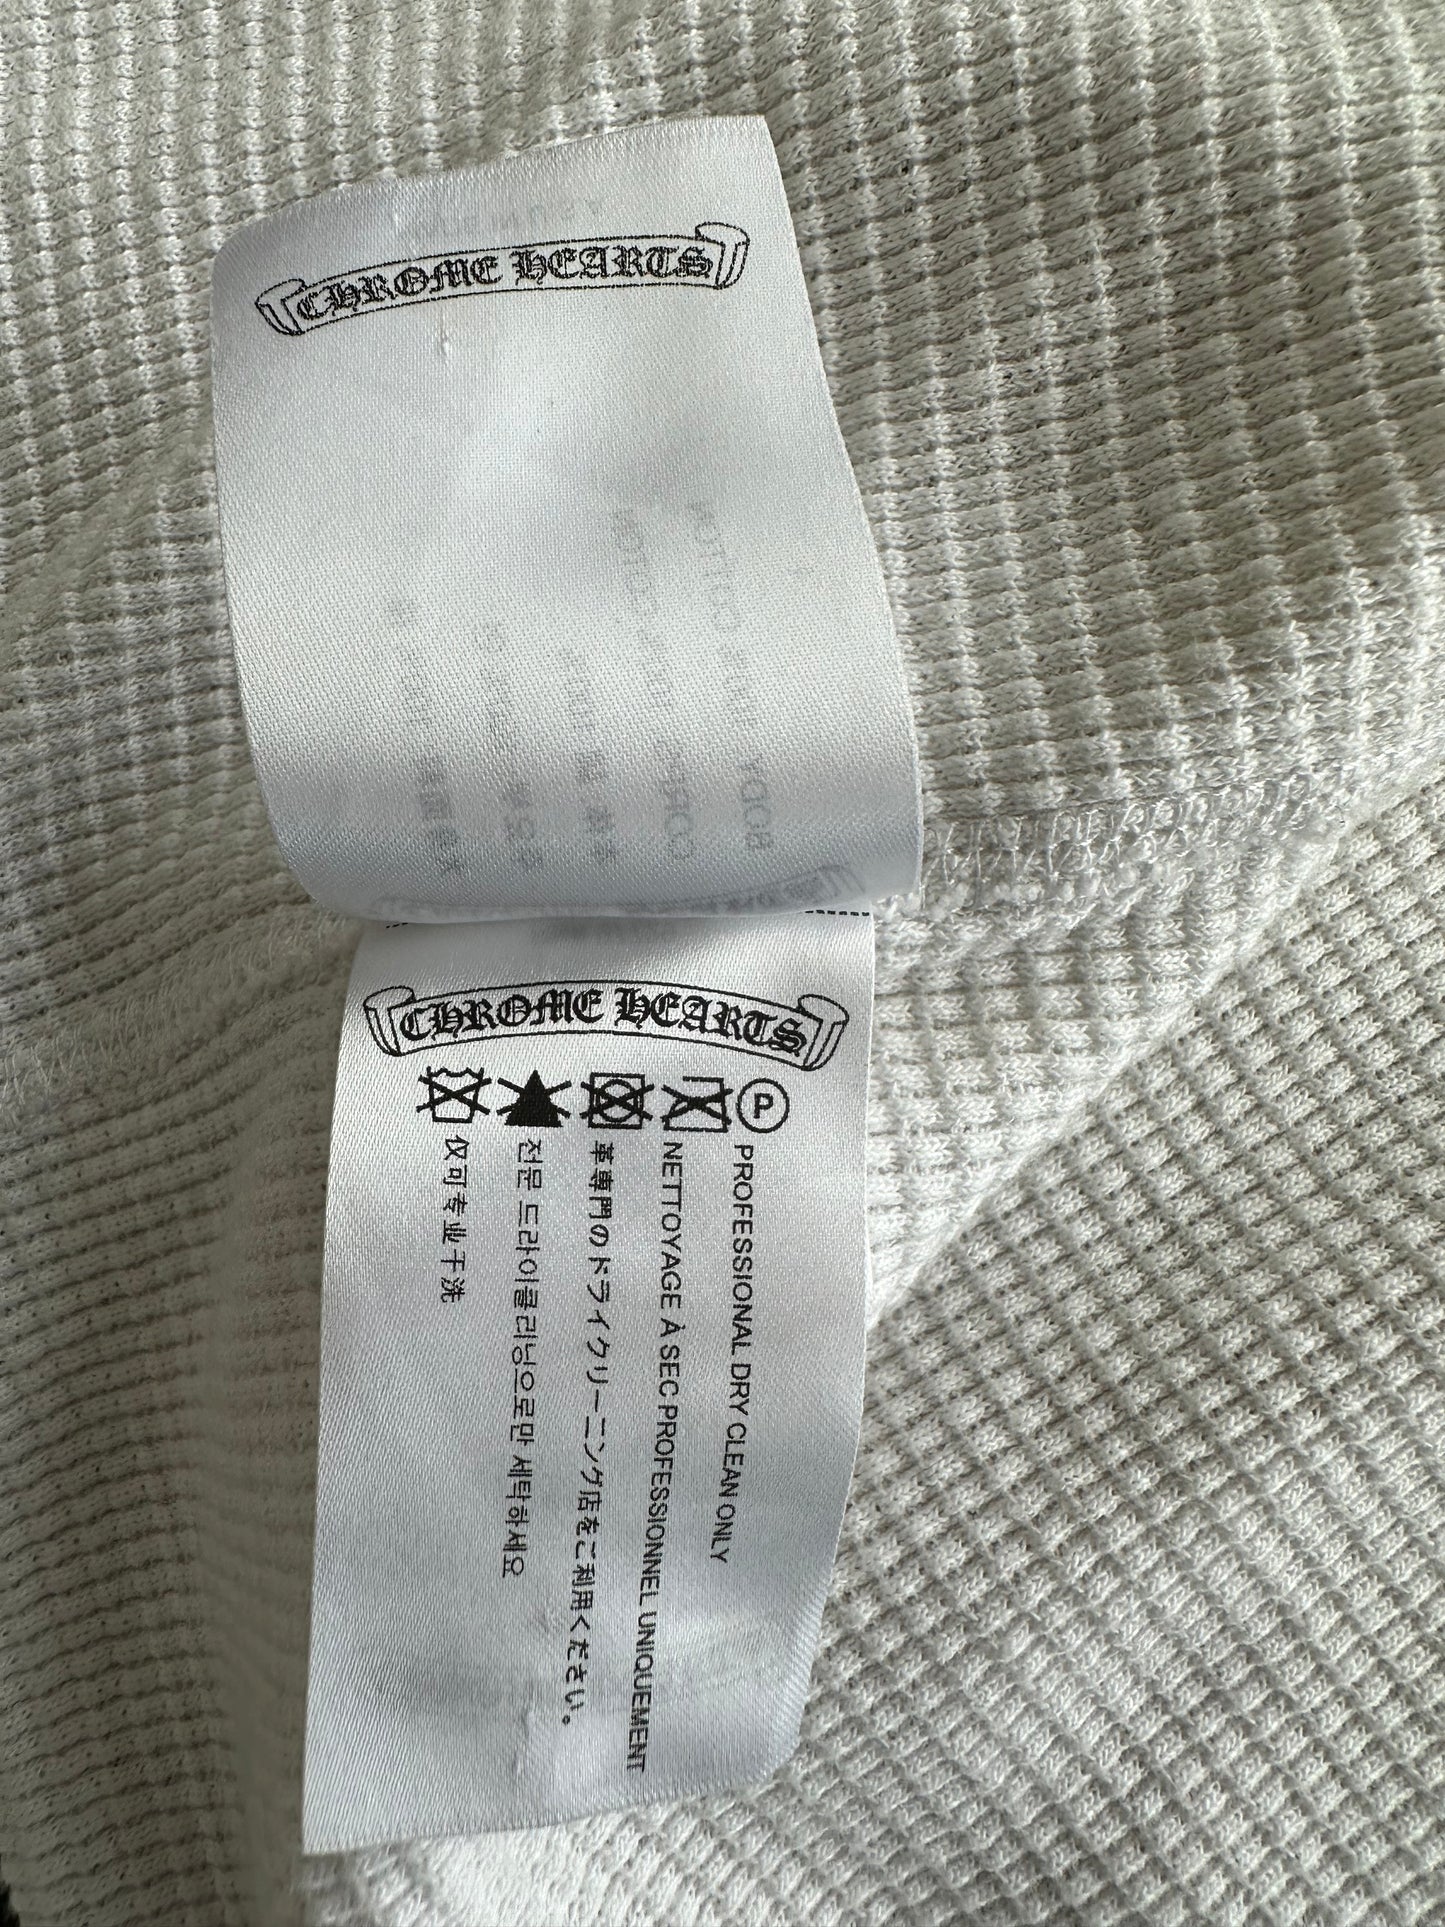 CHROME HEARTS
CHROME HEARTS
P
PROFESSIONAL DRY CLEAN ONLY
NETTOYAGE À SEC PROFESSIONNEL UNIQUEMENT
革専門のドライクリーニング店をご利用ください。
전문 드라이클리닝으로만 세탁하세요
仅可专业干洗